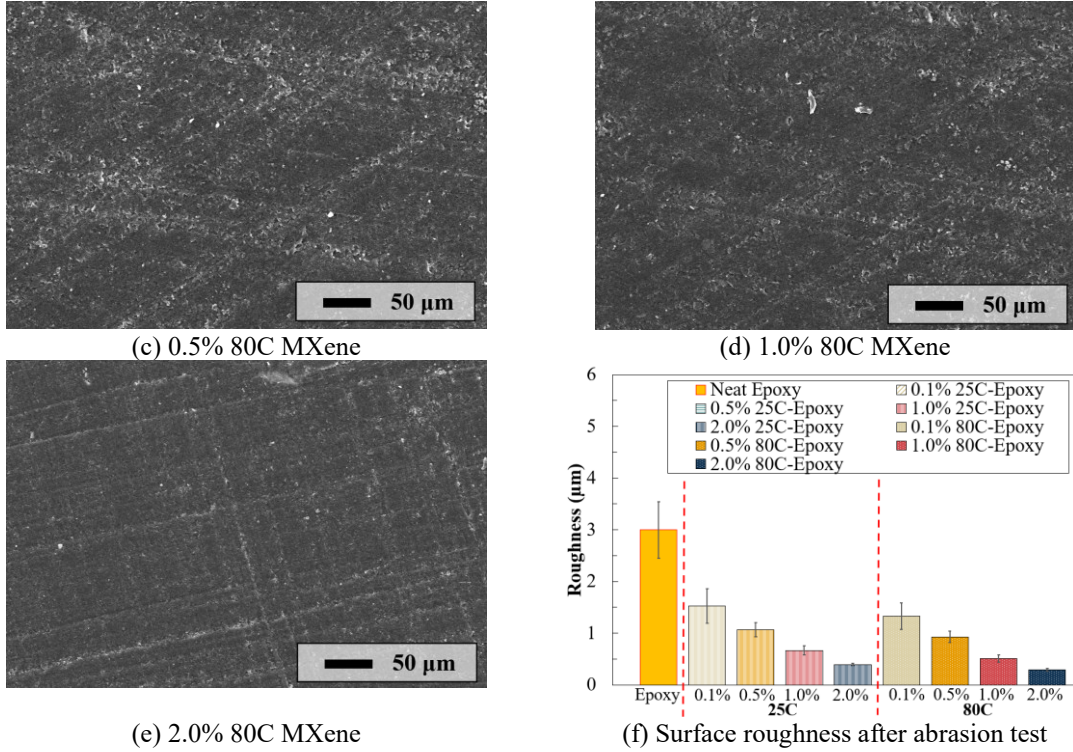 50 µm
50 µm
(c) 0.5% 80C MXene
(d) 1.0% 80C MXene
50 µm
(e) 2.0% 80C MXene
6
5
4
3
2
1
0
Roughness (µm)
Neat Epoxy
0.1% 25C-Epoxy
0.5% 25C-Epoxy
1.0% 25C-Epoxy
2.0% 25C-Epoxy
0.1% 80C-Epoxy
0.5% 80C-Epoxy
1.0% 80C-Epoxy
2.0% 80C-Epoxy
Epoxy 0.1% 0.5% 1.0% 2.0% 0.1% 0.5% 1.0% 2.0%
25C 80C
(f) Surface roughness after abrasion test